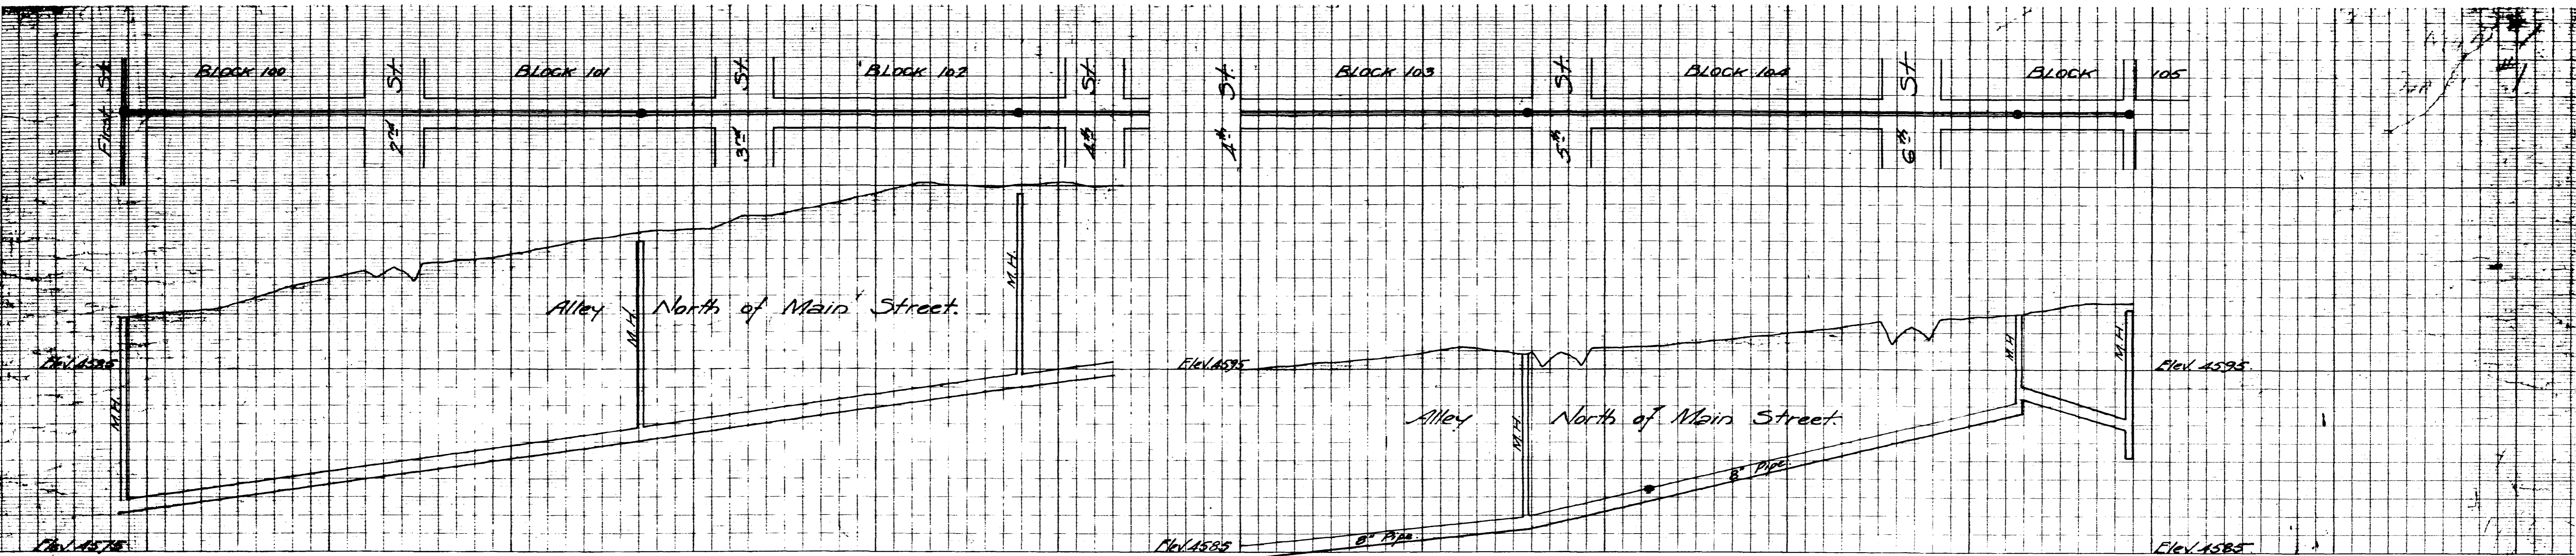 First St.
BLOCK 100
2nd St.
BLOCK 101
3rd St.
BLOCK 102
4th St.
4th St.
BLOCK 103
5th St.
BLOCK 104
6th St.
BLOCK 105
M.H.
M.H.
M.H.
Alley North of Main Street.
Elev. 4585
Elev. 4575
Elev. 4595
Elev. 4585
M.H.
M.H.
M.H.
Alley North of Main Street.
8" Pipe.
8" Pipe.
Elev. 4595.
Elev. 4585
#1